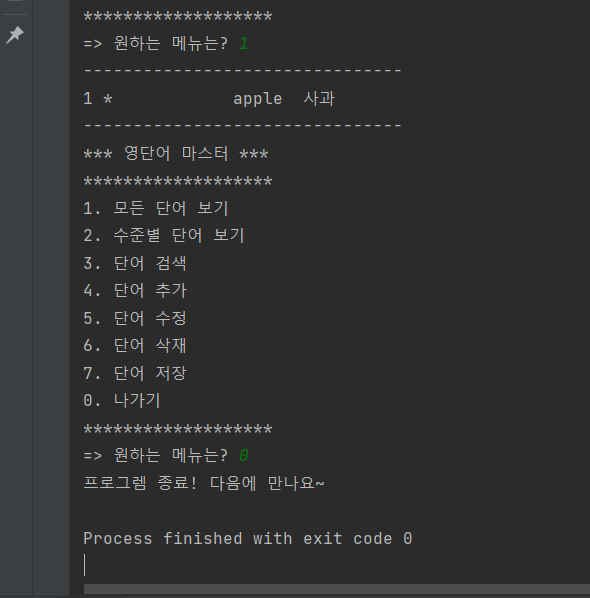 *******************
=> 원하는 메뉴는? 1
--------------------------------
1 *            apple  사과
--------------------------------
*** 영단어 마스터 ***
*******************
1. 모든 단어 보기
2. 수준별 단어 보기
3. 단어 검색
4. 단어 추가
5. 단어 수정
6. 단어 삭재
7. 단어 저장
0. 나가기
*******************
=> 원하는 메뉴는? 0
프로그렘 종료! 다음에 만나요~
Process finished with exit code 0